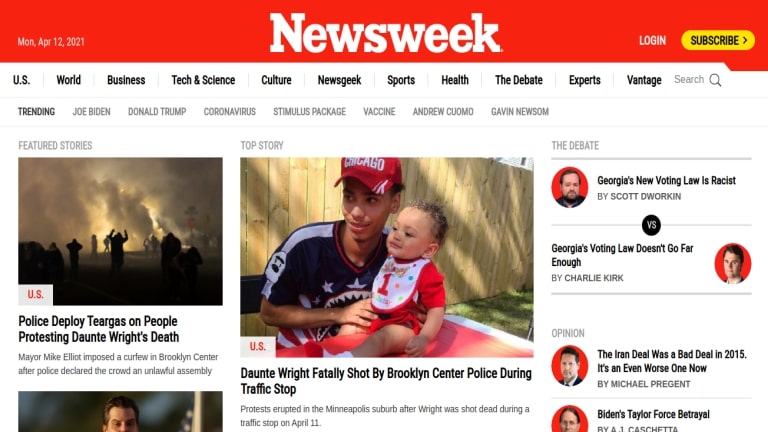 Newsweek
Mon, Apr 12, 2021
LOGIN
SUBSCRIBE >
U.S.
World
Business
Tech & Science
Culture
Newsgeek
Sports
Health
The Debate
Experts
Vantage
Search
TRENDING
JOE BIDEN
DONALD TRUMP
CORONAVIRUS
STIMULUS PACKAGE
VACCINE
ANDREW CUOMO
GAVIN NEWSOM
FEATURED STORIES
U.S.
Police Deploy Teargas on People
Protesting Daunte Wright's Death
Mayor Mike Elliot imposed a curfew in Brooklyn Center
after police declared the crowd an unlawful assembly
TOP STORY
CHICAGO
1
U.S.
Daunte Wright Fatally Shot By Brooklyn Center Police During
Traffic Stop
Protests erupted in the Minneapolis suburb after Wright was shot dead during a
traffic stop on April 11.
THE DEBATE
Georgia's New Voting Law Is Racist
BY SCOTT DWORKIN
VS
Georgia's Voting Law Doesn't Go Far
Enough
BY CHARLIE KIRK
OPINION
The Iran Deal Was a Bad Deal in 2015.
It's an Even Worse One Now
BY MICHAEL PREGENT
Biden's Taylor Force Betrayal
BY A.J. CASCHETTA